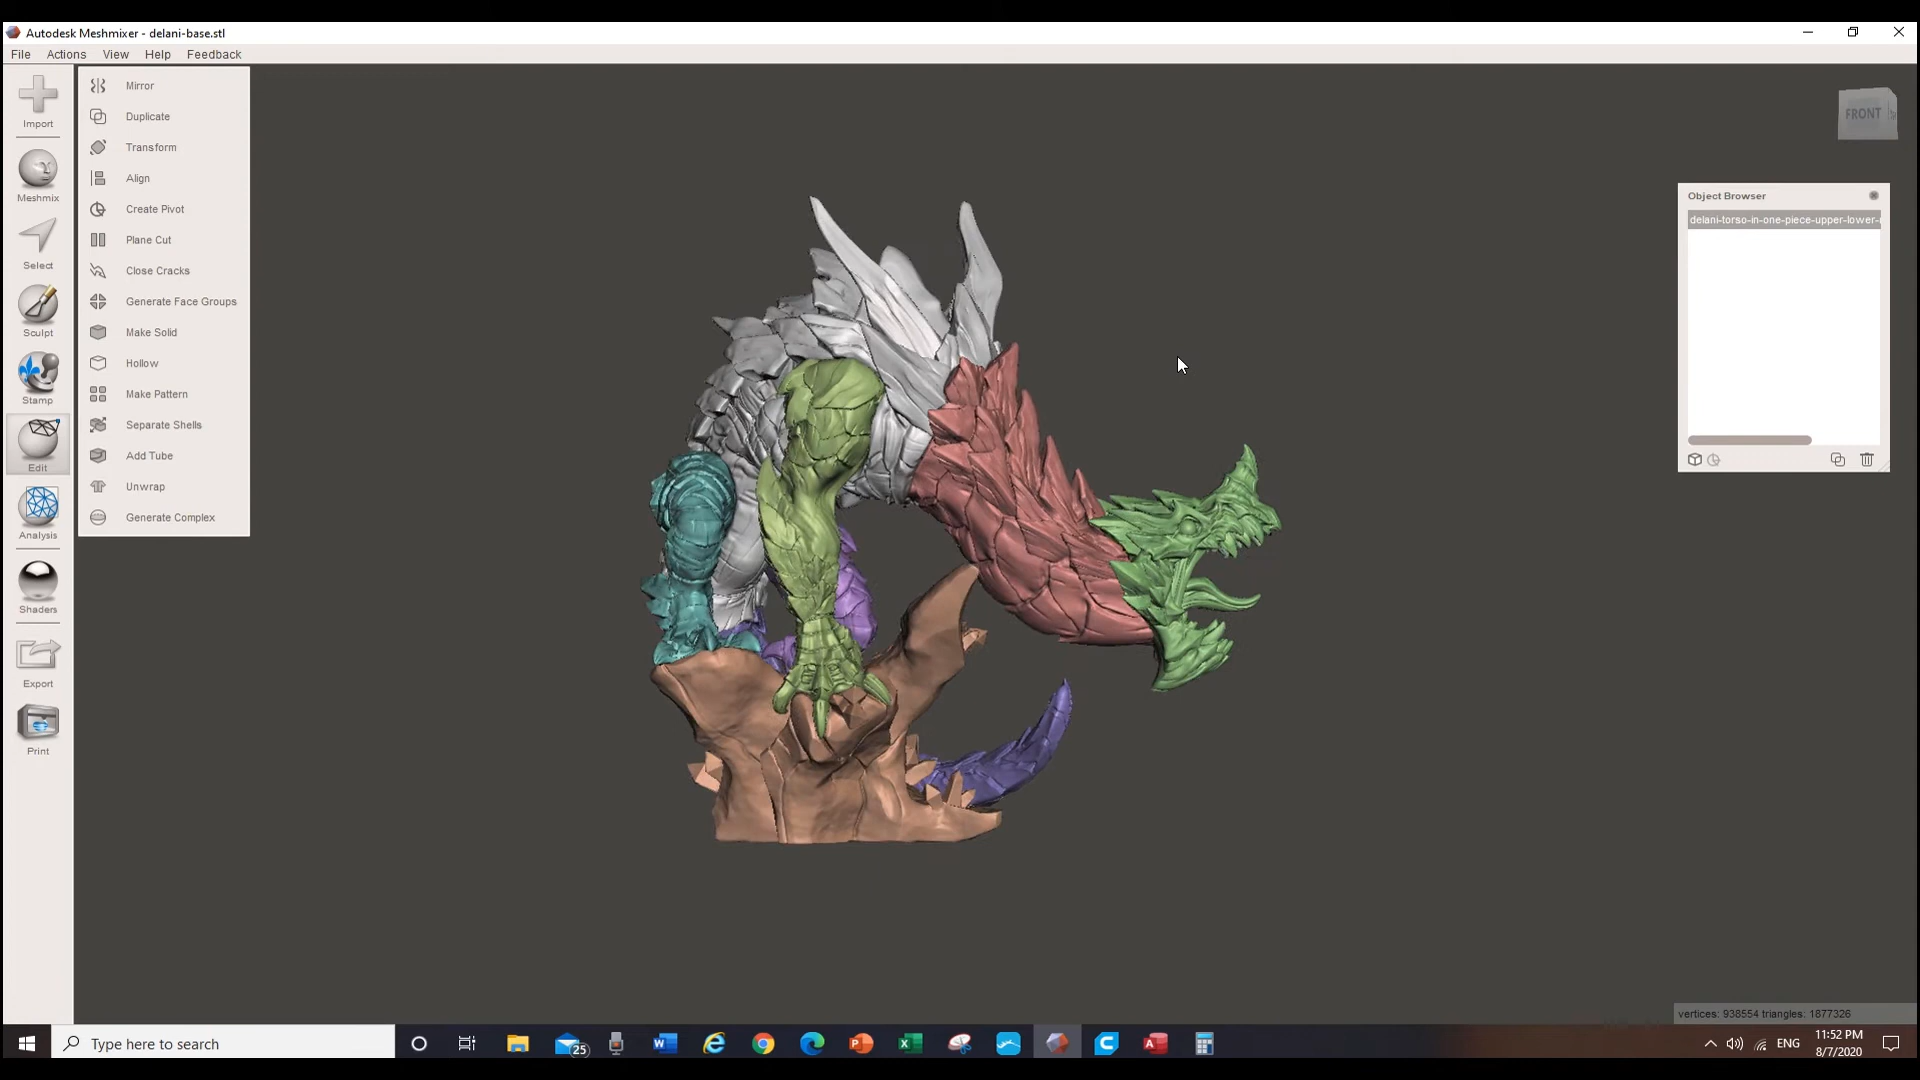 Autodesk Meshmixer - delani-base.stl
File Actions View Help Feedback
Import
Meshmix
Select
Sculpt
Stamp
Edit
Analysis
Shaders
Export
Print
Mirror
Duplicate
Transform
Align
Create Pivot
Plane Cut
Close Cracks
Generate Face Groups
Make Solid
Hollow
Make Pattern
Separate Shells
Add Tube
Unwrap
Generate Complex
FRONT
Object Browser
delani-torso-in-one-piece-upper-lower-
vertices: 938554 triangles: 1877326
Type here to search
25
ENG
11:52 PM
8/7/2020